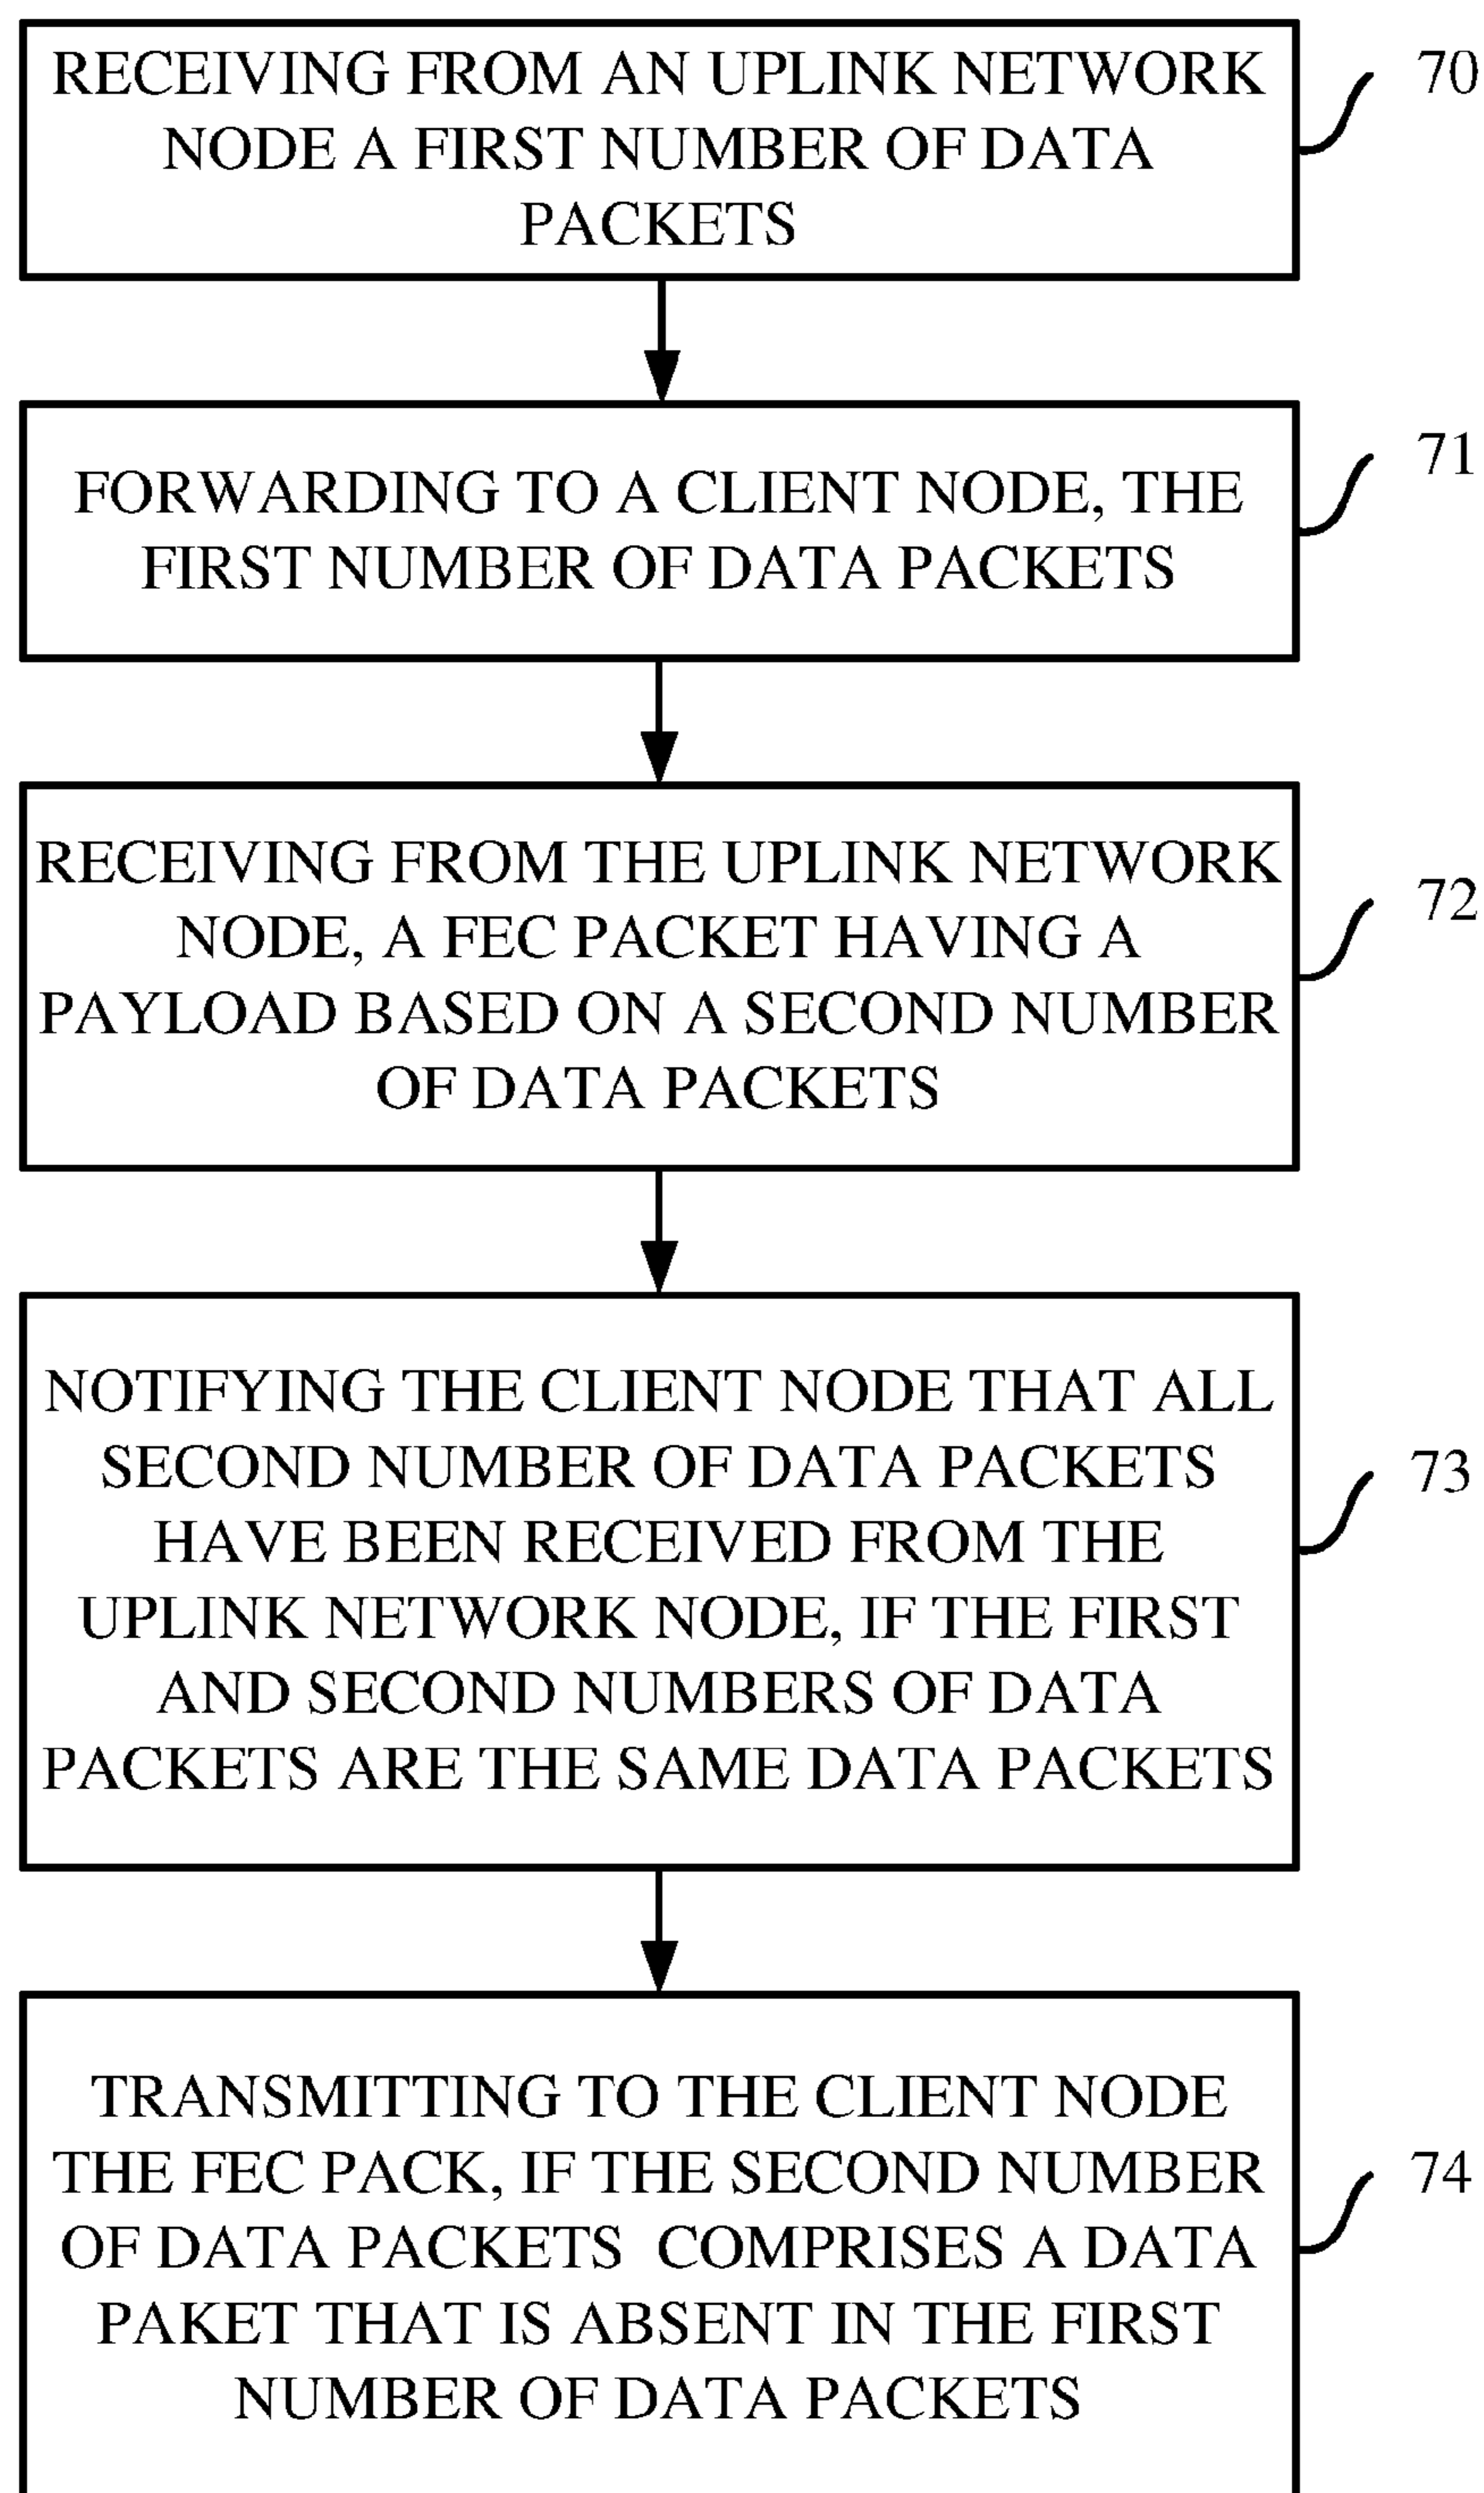 RECEIVING FROM AN UPLINK NETWORK
NODE A FIRST NUMBER OF DATA
PACKETS
70
FORWARDING TO A CLIENT NODE, THE
FIRST NUMBER OF DATA PACKETS
71
RECEIVING FROM THE UPLINK NETWORK
NODE, A FEC PACKET HAVING A
PAYLOAD BASED ON A SECOND NUMBER
OF DATA PACKETS
72
NOTIFYING THE CLIENT NODE THAT ALL
SECOND NUMBER OF DATA PACKETS
HAVE BEEN RECEIVED FROM THE
UPLINK NETWORK NODE, IF THE FIRST
AND SECOND NUMBERS OF DATA
PACKETS ARE THE SAME DATA PACKETS
73
TRANSMITTING TO THE CLIENT NODE
THE FEC PACK, IF THE SECOND NUMBER
OF DATA PACKETS COMPRISES A DATA
PAKET THAT IS ABSENT IN THE FIRST
NUMBER OF DATA PACKETS
74